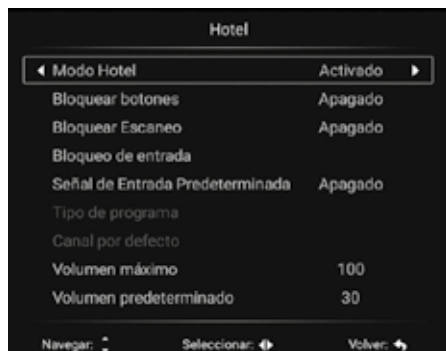 Hotel
Modo Hotel Activado
Bloquear botones Apagado
Bloquear Escaneo Apagado
Bloqueo de entrada
Señal de Entrada Predeterminada Apagado
Tipo de programa
Canal por defecto
Volumen máximo 100
Volumen predeterminado 30
Navegar: Seleccionar: Volver: